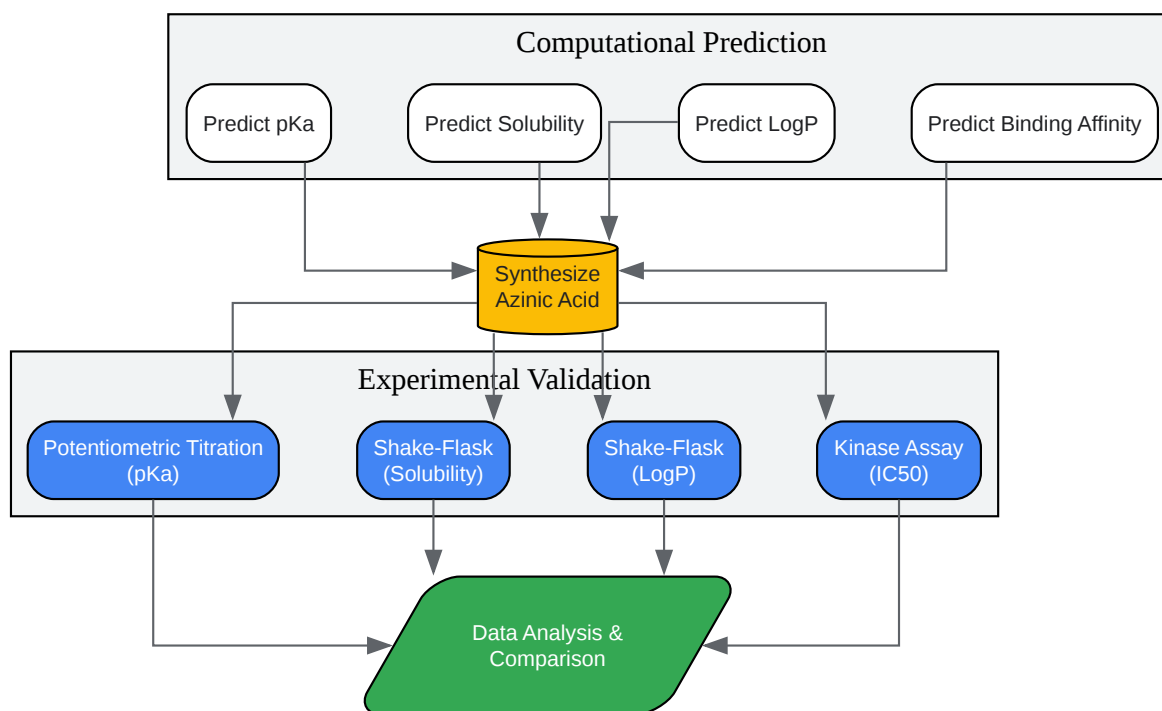 Computational Prediction
Predict pKa
Predict Solubility
Predict LogP
Predict Binding Affinity
Synthesize
Azinic Acid
Experimental Validation
Potentiometric Titration
(pKa)
Shake-Flask
(Solubility)
Shake-Flask
(LogP)
Kinase Assay
(IC50)
Data Analysis &
Comparison